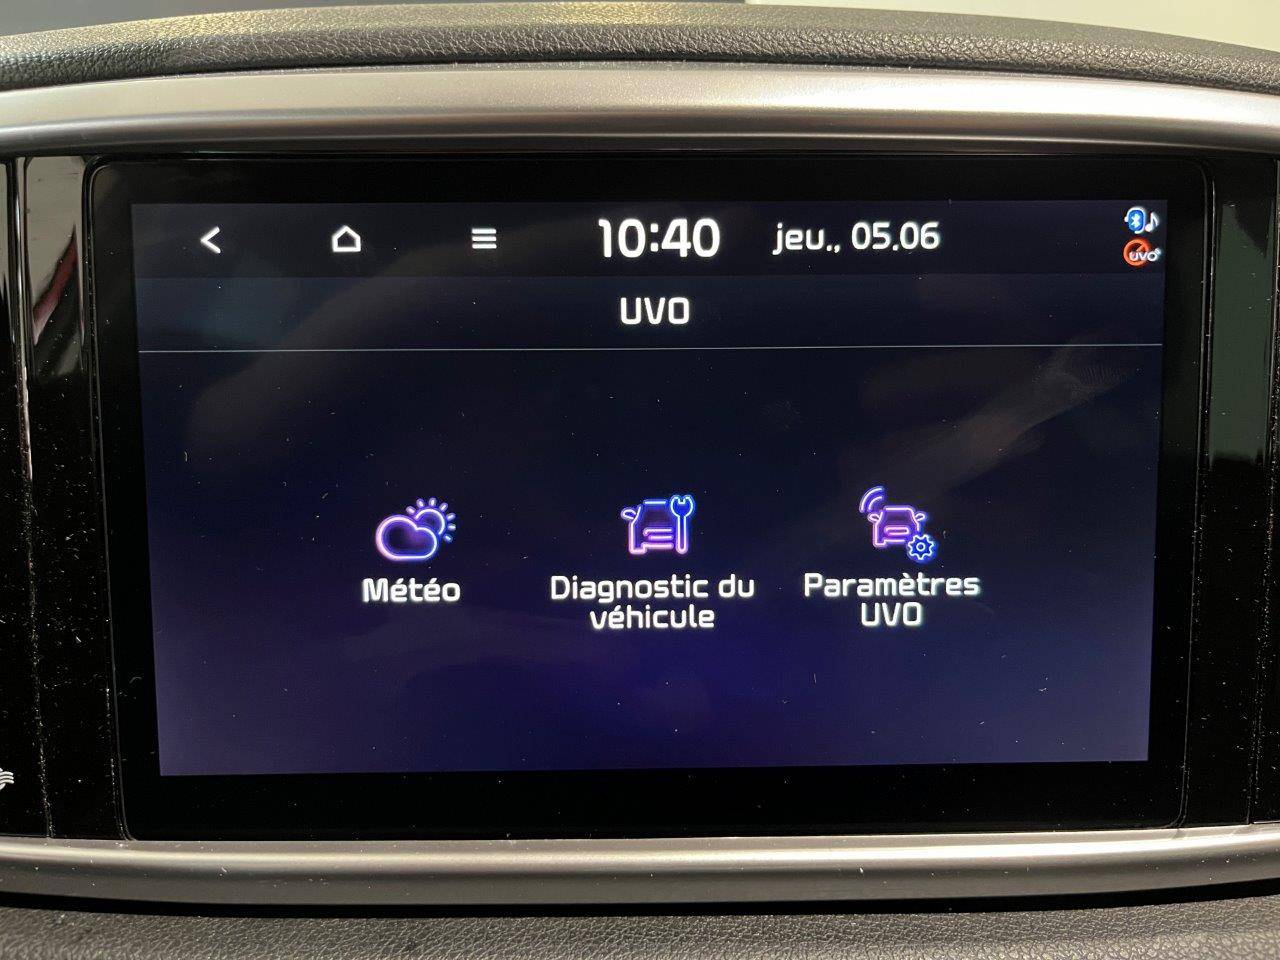 10:40 jeu., 05.06
UVO
UVO
Météo
Diagnostic du
véhicule
Paramètres
UVO